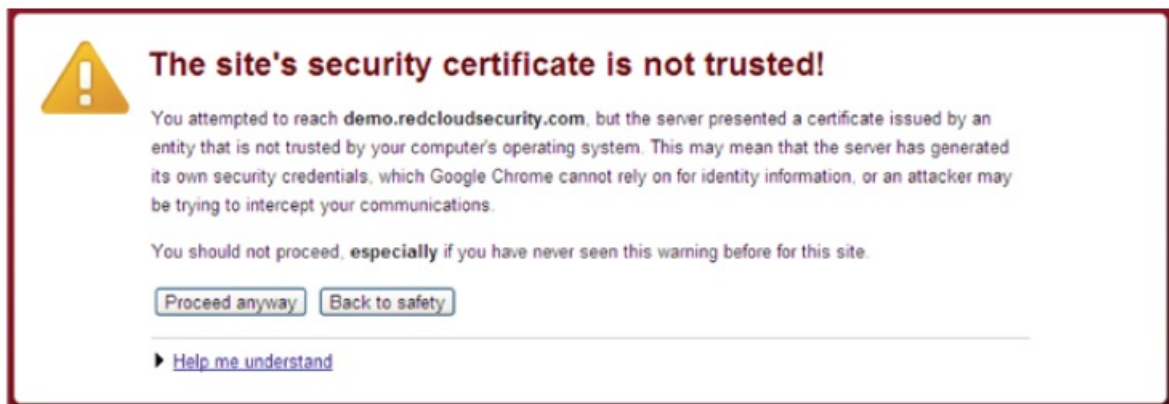 The site's security certificate is not trusted!
You attempted to reach demo.redcloudsecurity.com, but the server presented a certificate issued by an
entity that is not trusted by your computer's operating system. This may mean that the server has generated
its own security credentials, which Google Chrome cannot rely on for identity information, or an attacker may
be trying to intercept your communications.
You should not proceed, especially if you have never seen this warning before for this site.
Proceed anyway Back to safety
Help me understand